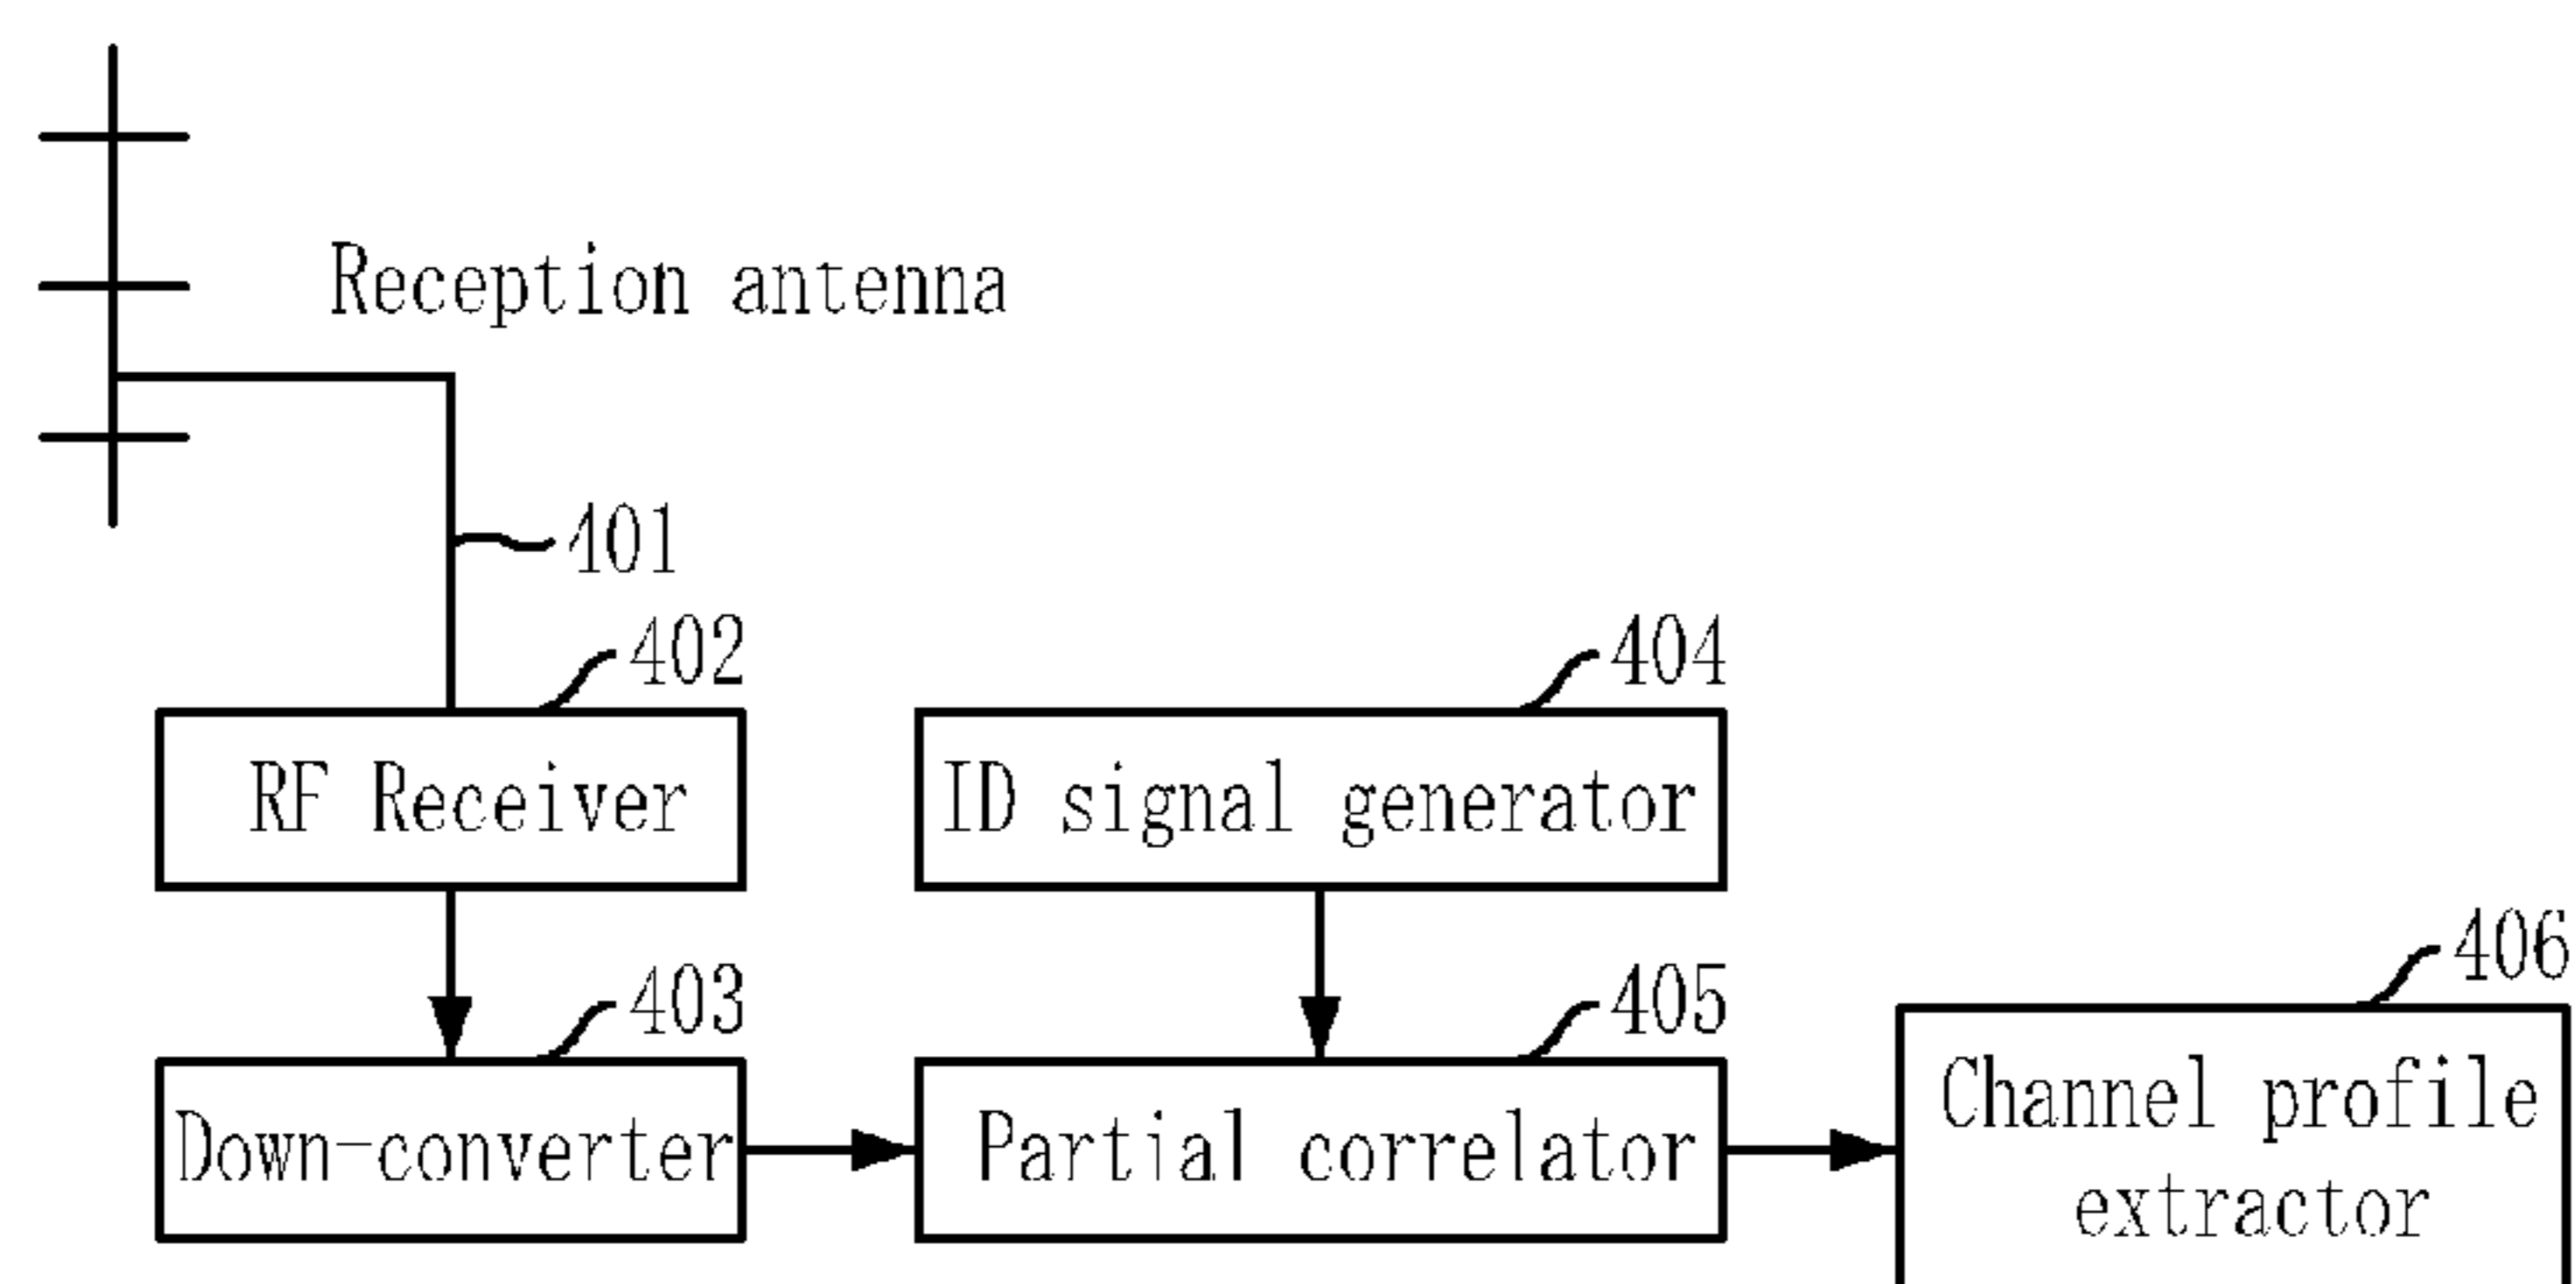 Reception antenna
401
402
404
RF Receiver
ID signal generator
406
403
405
Channel profile
extractor
Down-converter
Partial correlator